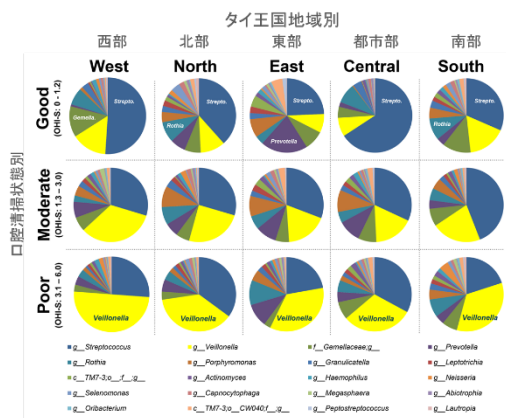 タイ王国地域別
西部 北部 東部 都市部 南部
West North East Central South
口腔清掃状態別
Good
(OHI-S: 0 - 1.2)
Strepto.
Gemella.
Strepto.
Rothia
Strepto.
Prevotella
Strepto.
Strepto.
Rothia
Moderate
(OHI-S: 1.3 – 3.0)
Poor
(OHI-S: 3.1 – 6.0)
Veillonella
Veillonella
Veillonella
Veillonella
Veillonella
g__Streptococcus g__Veillonella f__Gemellaceae;g__ g__Prevotella
g__Rothia g__Porphyromonas g__Granulicatella g__Leptotrichia
c__TM7-3;o__;f__;g__ g__Actinomyces g__Haemophilus g__Neisseria
g__Selenomonas g__Capnocytophaga g__Megasphaera g__Abiotrophia
g__Oribacterium c__TM7-3;o__CW040;f__;g__ g__Peptostreptococcus g__Lautropia